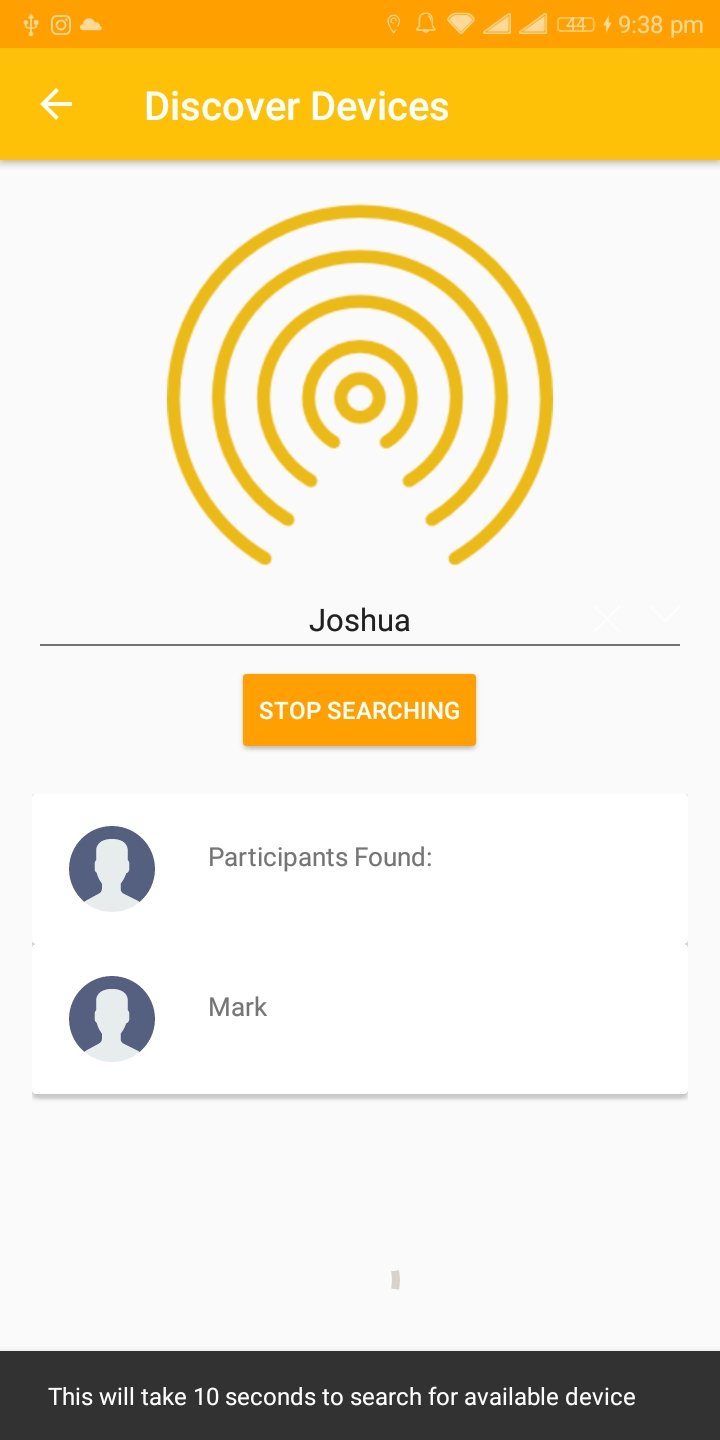 44 9:38 pm
Discover Devices
Joshua
STOP SEARCHING
Participants Found:
Mark
This will take 10 seconds to search for available device